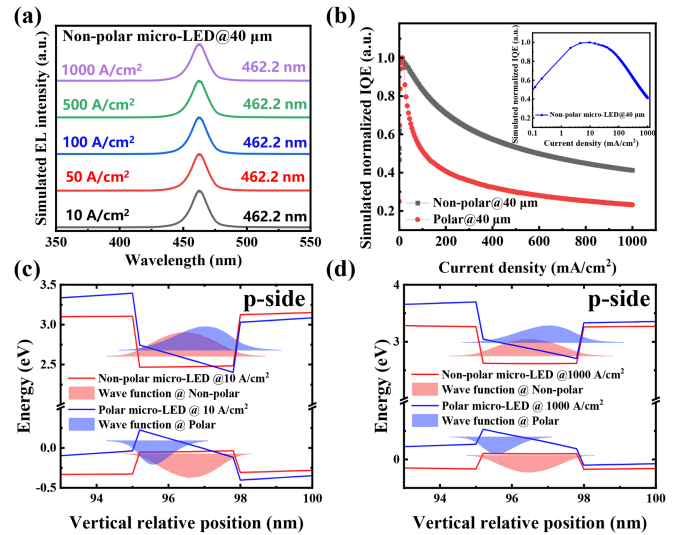 (a)
Non-polar micro-LED@40 μm
1000 A/cm²
462.2 nm
500 A/cm²
462.2 nm
100 A/cm²
462.2 nm
50 A/cm²
462.2 nm
10 A/cm²
462.2 nm
Simulated EL intensity (a.u.)
350 400 450 500 550
Wavelength (nm)
(b)
Simulated normalized IQE (a.u.)
1.0
0.8
0.6
0.4
0.2
0 200 400 600 800 1000
Current density (mA/cm²)
Non-polar@40 μm
Polar@40 μm
Simulated normalized IQE (a.u.)
1.0
0.8
0.6
0.4
0.2
0.0
Non-polar micro-LED@40 μm
0.1 1 10 100 1000
Current density (mA/cm²)
(c)
p-side
Energy (eV)
3.5
3.0
2.5
0.0
-0.5
Non-polar micro-LED @10 A/cm²
Wave function @ Non-polar
Polar micro-LED @ 10 A/cm²
Wave function @ Polar
93 94 95 96 97 98 99 100
Vertical relative position (nm)
(d)
p-side
Energy (eV)
4
3
0
Non-polar micro-LED @1000 A/cm²
Wave function @ Non-polar
Polar micro-LED @ 1000 A/cm²
Wave function @ Polar
94 96 98 100
Vertical relative position (nm)